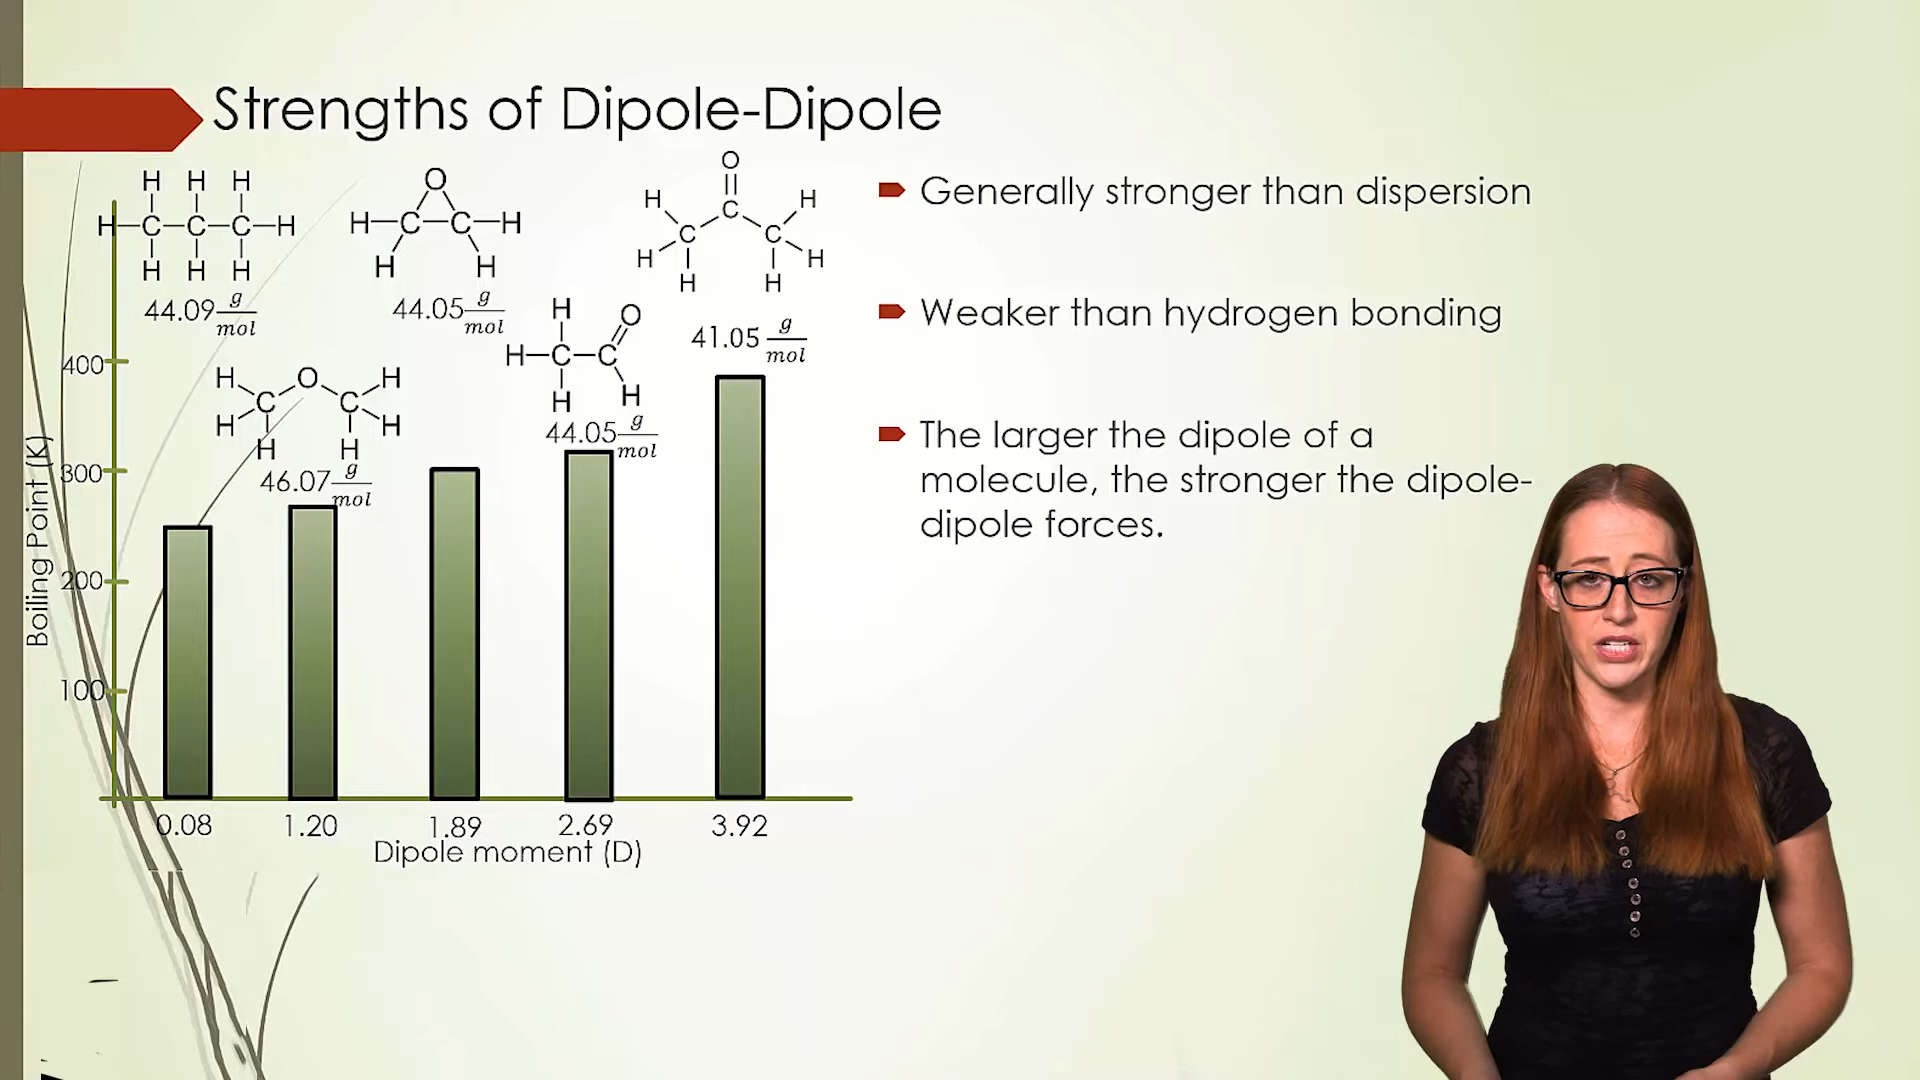 Strengths of Dipole-Dipole
H H H
H C C C H
H H H
44.09 g/mol
O
H C C H
H H
44.05 g/mol
O
H C H
C C
H H
H H
41.05 g/mol
H O
H C C
H H
44.05 g/mol
H O H
C C
H H
H H
46.07 g/mol
Generally stronger than dispersion
Weaker than hydrogen bonding
The larger the dipole of a
molecule, the stronger the dipole-
dipole forces.
Boiling Point (K)
400
300
200
100
0.08 1.20 1.89 2.69 3.92
Dipole moment (D)